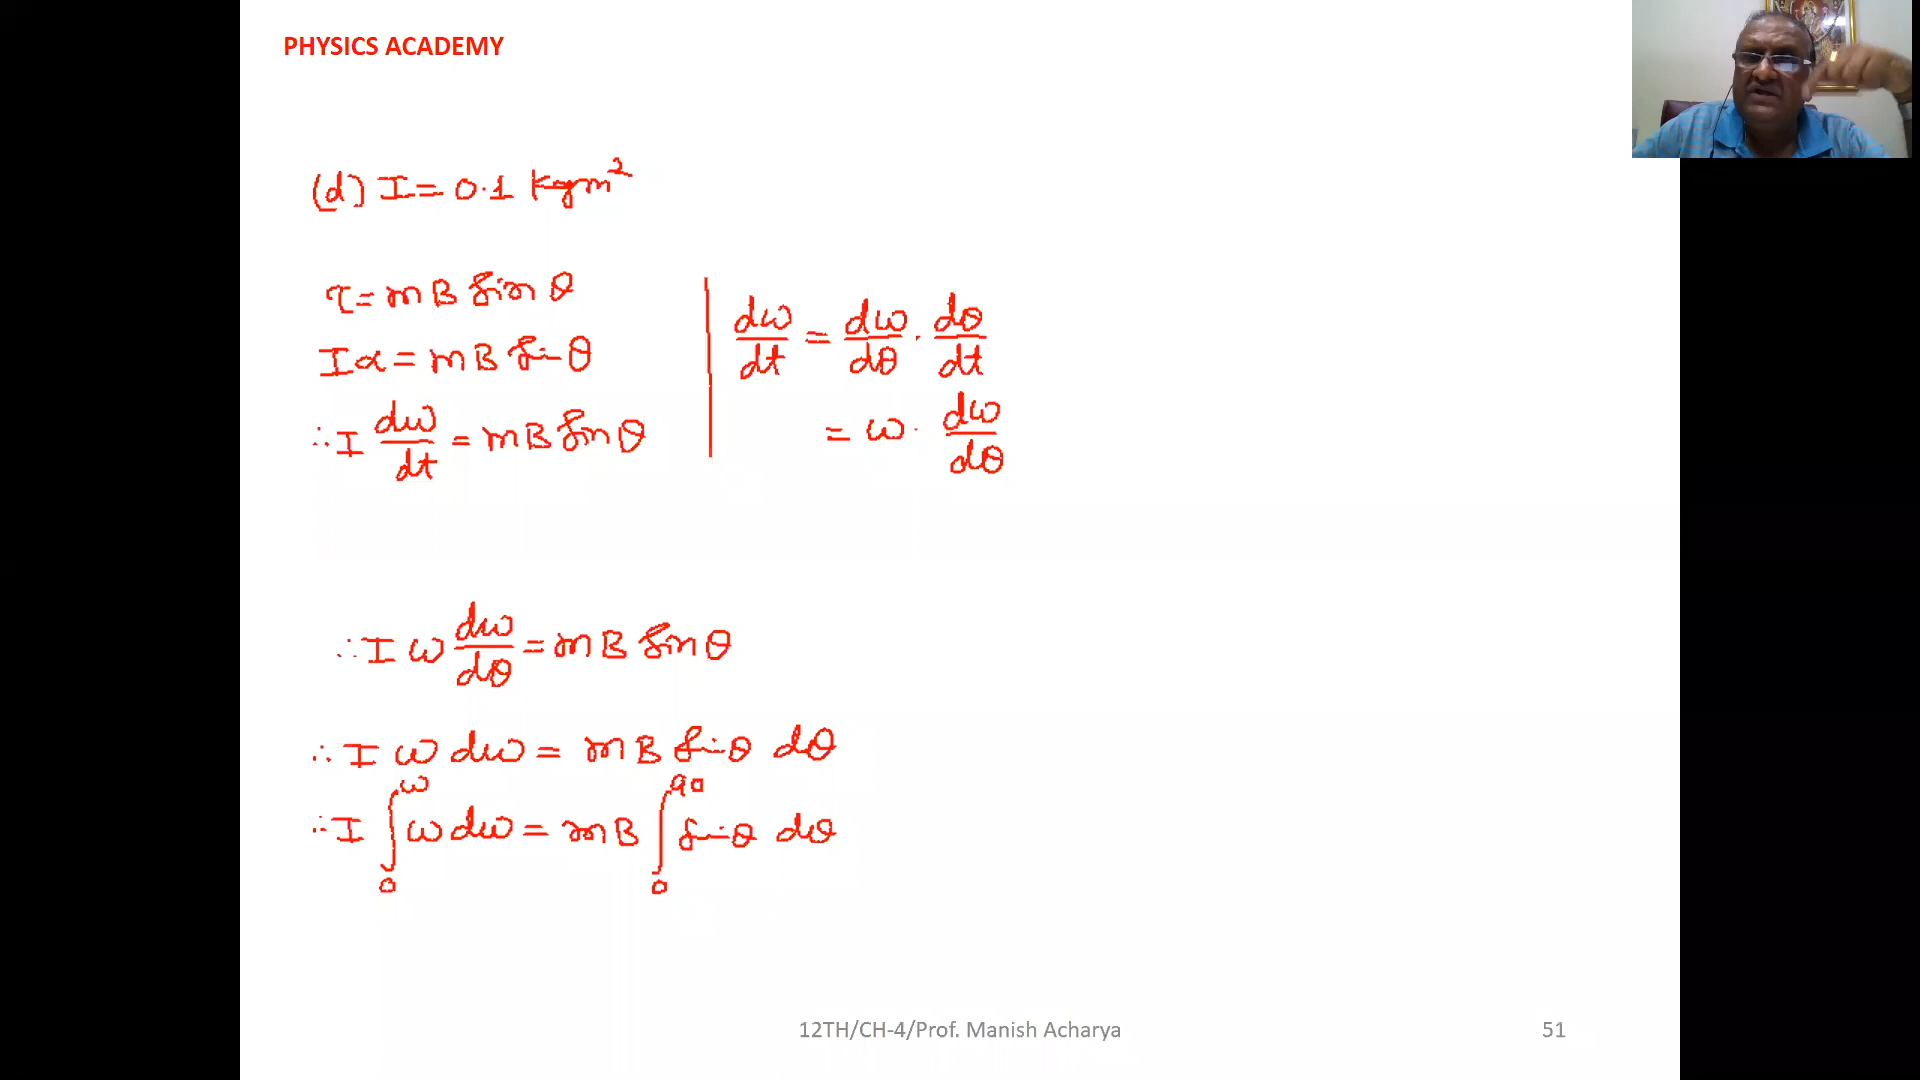 PHYSICS ACADEMY
(d) I = 0.1 kgm²
τ = mB sin θ
Iα = mB sin θ
∴ I dω/dt = mB sin θ
dω/dt = dω/dθ · dθ/dt
= ω · dω/dθ
∴ I ω dω/dθ = mB sin θ
∴ I ω dω = mB sin θ dθ
∴ I ∫₀^ω ω dω = mB ∫₀^90 sin θ dθ
12TH/CH-4/Prof. Manish Acharya
51